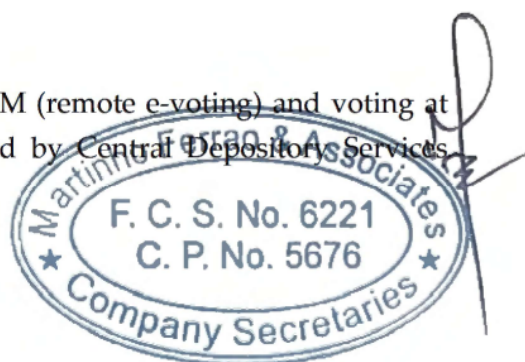 M (remote e-voting) and voting at
d by Central Depository Services
Martinho Ferrao & Associates
F. C. S. No. 6221
C. P. No. 5676
★ Company Secretaries ★